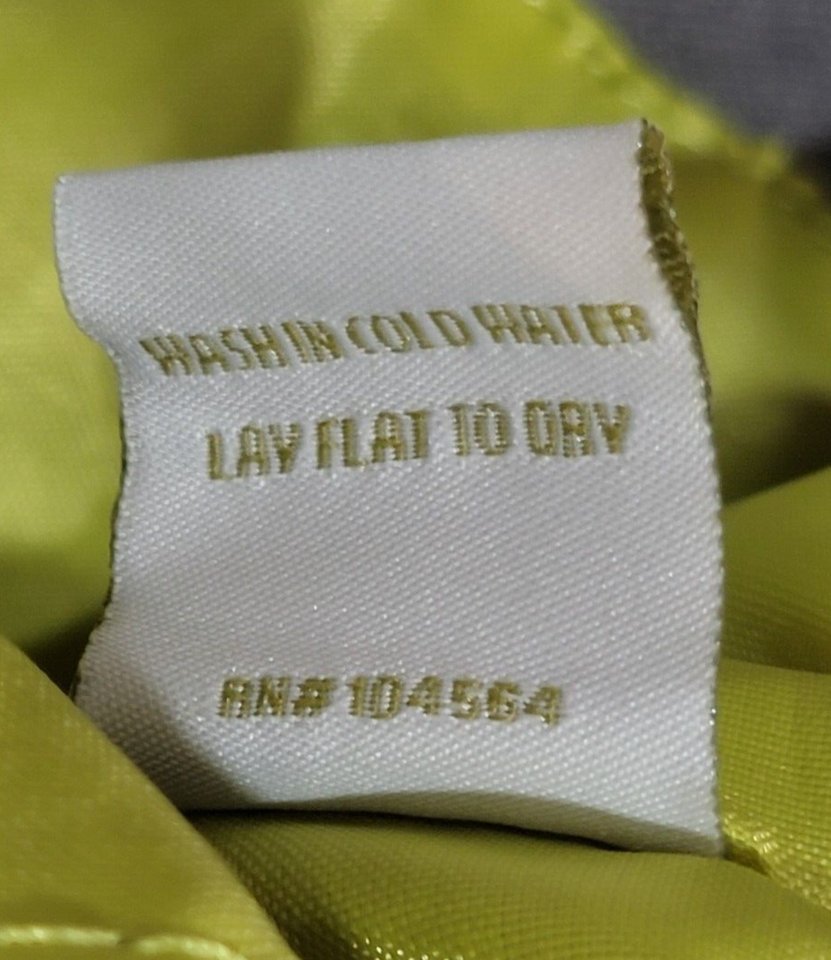 WASH IN COLD WATER
LAY FLAT TO DRY
RN# 104564